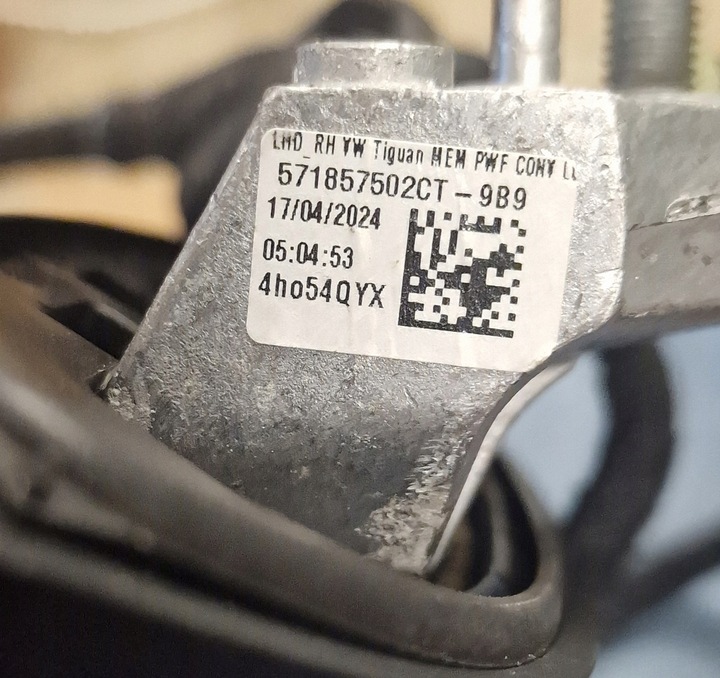 LHD RH VW Tiguan MEM PWF CONV
571857502CT-9B9
17/04/2024
05:04:53
4ho54QYX